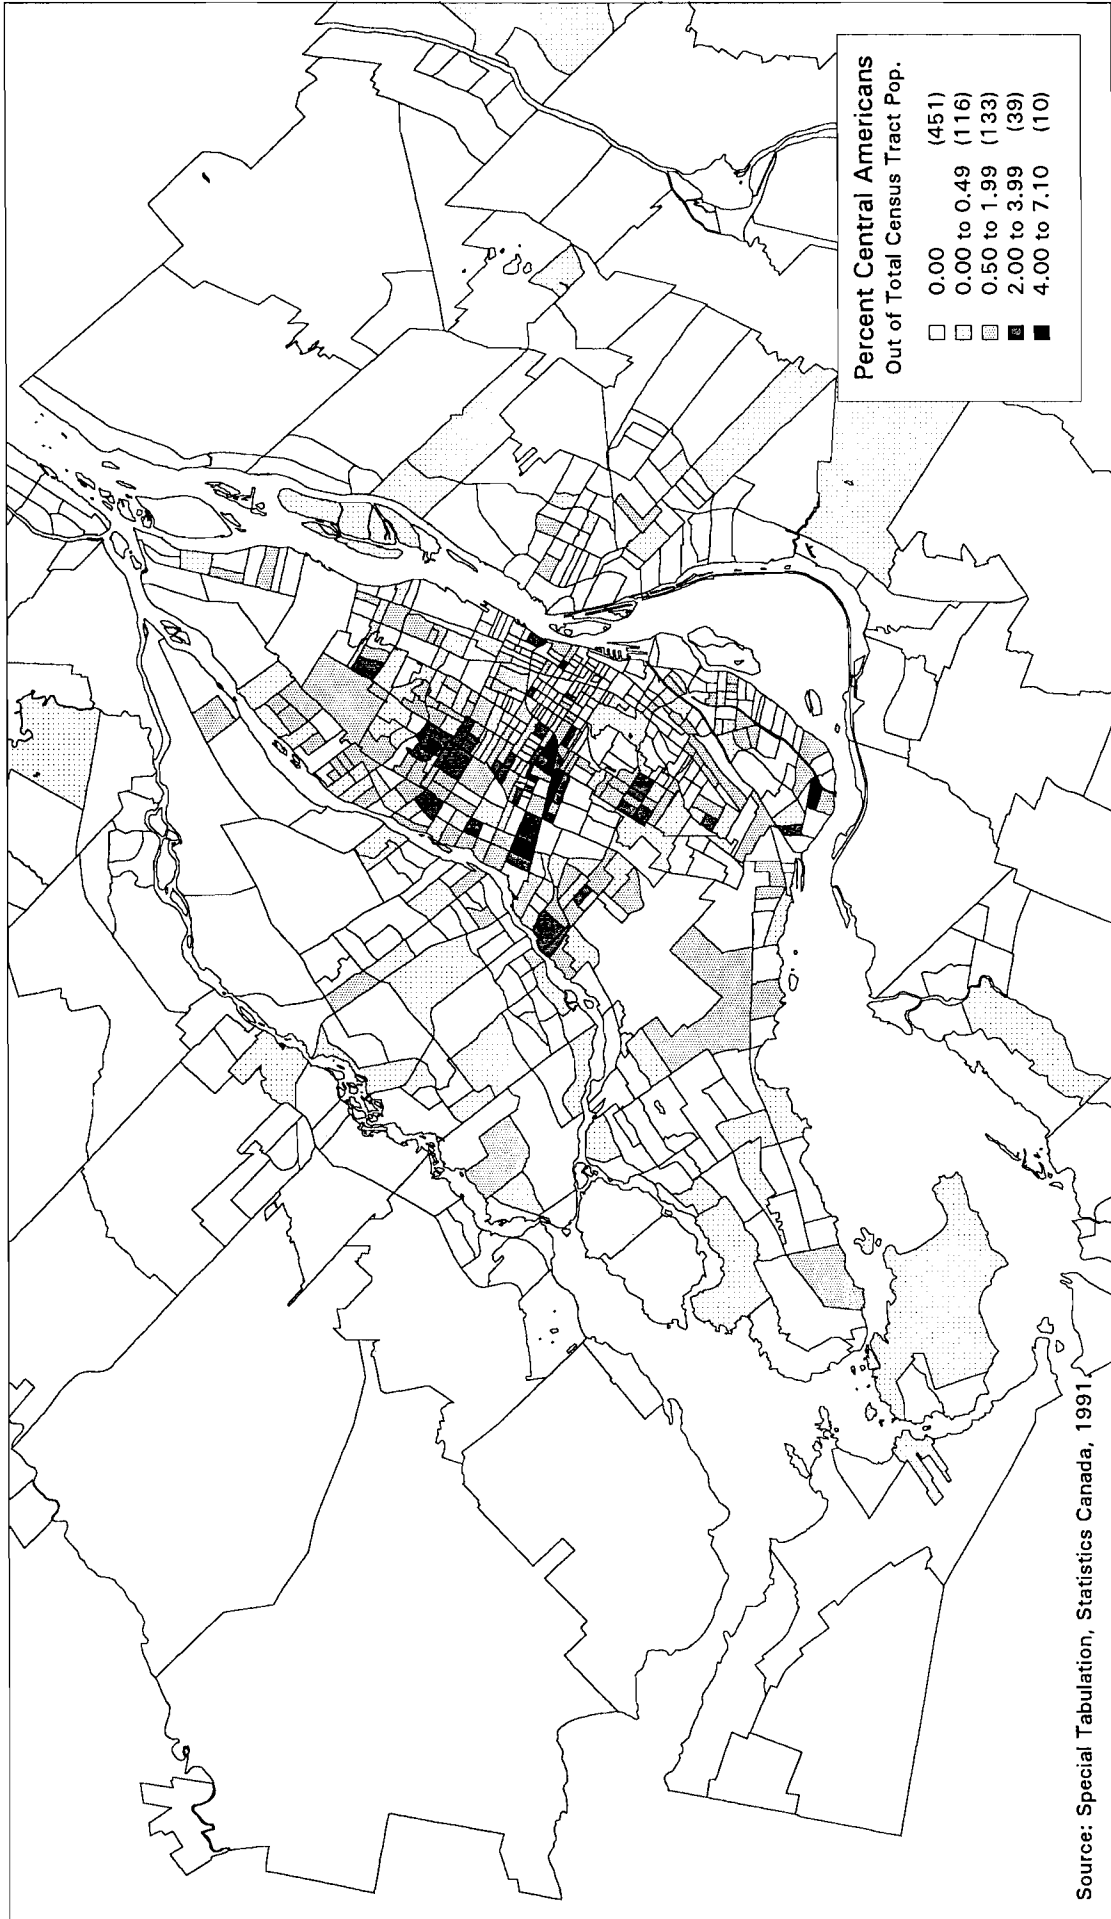 Percent Central Americans
Out of Total Census Tract Pop.
0.00 (451)
0.00 to 0.49 (116)
0.50 to 1.99 (133)
2.00 to 3.99 (39)
4.00 to 7.10 (10)
Source: Special Tabulation, Statistics Canada, 1991